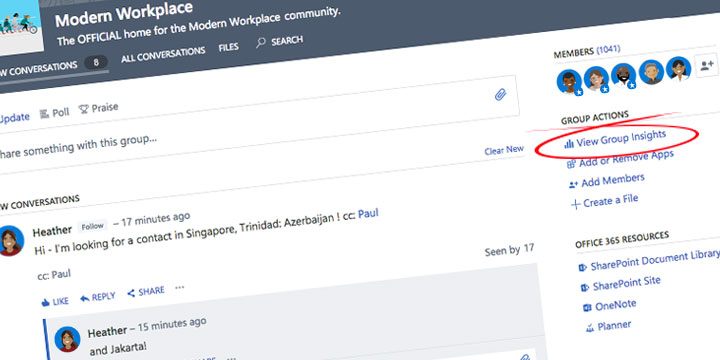 Modern Workplace
The OFFICIAL home for the Modern Workplace community.
W CONVERSATIONS 8 ALL CONVERSATIONS FILES SEARCH
Update Poll Praise
hare something with this group...
Clear New
W CONVERSATIONS
Heather Follow – 17 minutes ago
Hi - I'm looking for a contact in Singapore, Trinidad; Azerbaijan ! cc: Paul
cc: Paul
Seen by 17
LIKE REPLY SHARE ...
Heather – 15 minutes ago
and Jakarta!
MEMBERS (1041)
GROUP ACTIONS
View Group Insights
Add or Remove Apps
Add Members
Create a File
OFFICE 365 RESOURCES
SharePoint Document Library
SharePoint Site
OneNote
Planner